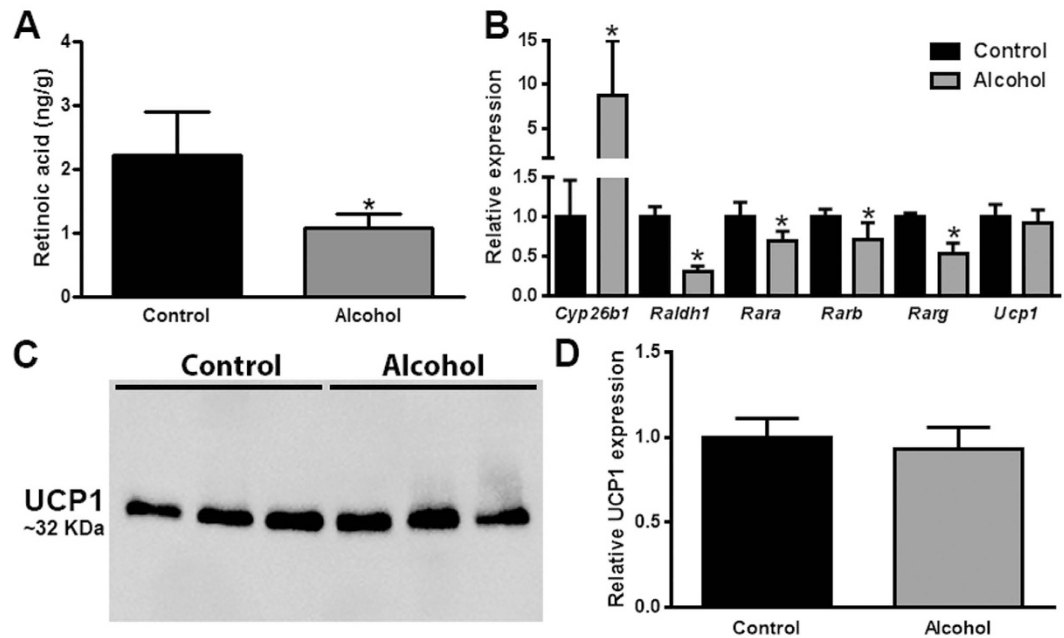 A
Retinoic acid (ng/g)
4
3
2
1
0
*
Control
Alcohol
B
Relative expression
15
10
5
1.5
1.0
0.5
0.0
*
*
*
*
*
Control
Alcohol
Cyp26b1
Raldh1
Rara
Rarb
Rarg
Ucp1
C
Control
Alcohol
UCP1
~32 KDa
D
Relative UCP1 expression
1.5
1.0
0.5
0.0
Control
Alcohol